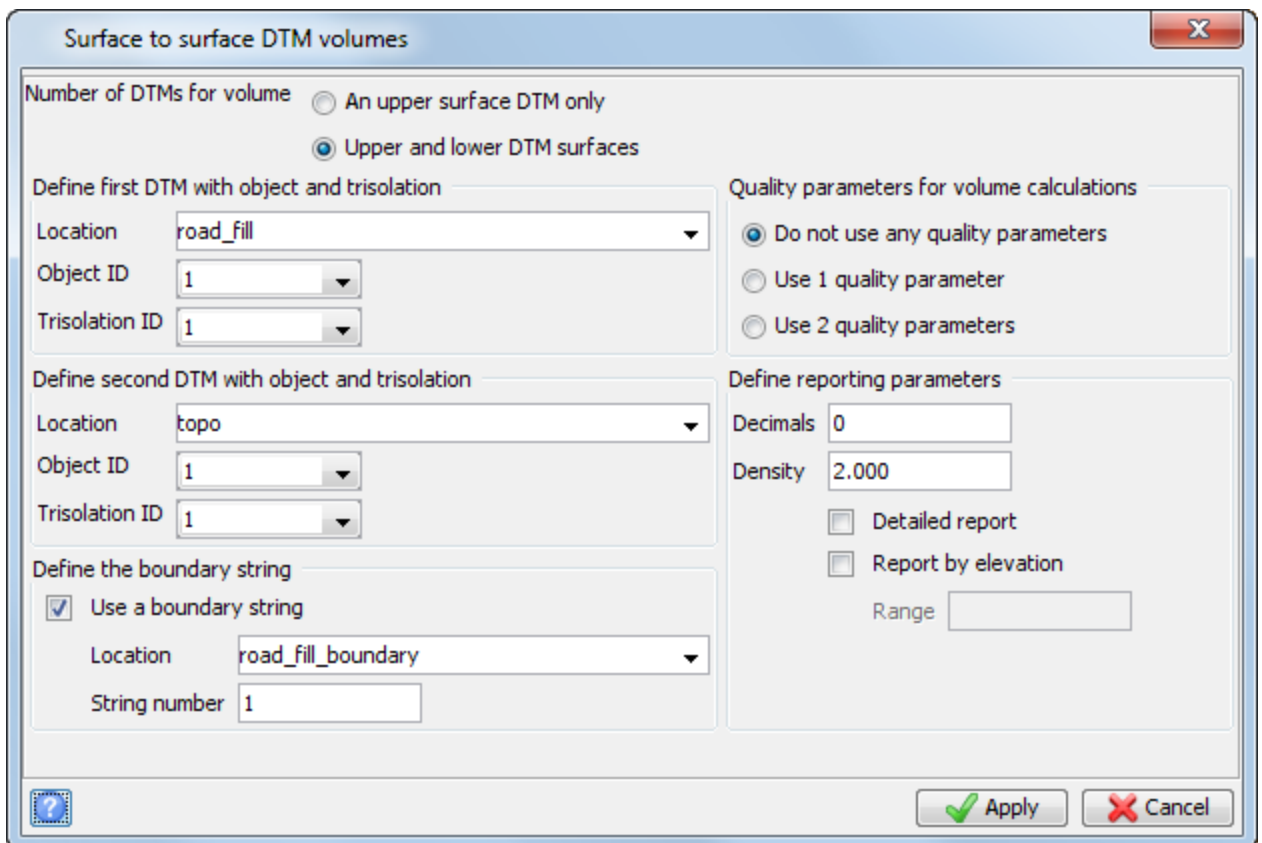 Surface to surface DTM volumes
Number of DTMs for volume
An upper surface DTM only
Upper and lower DTM surfaces
Define first DTM with object and trisolation
Location road_fill
Object ID 1
Trisolation ID 1
Define second DTM with object and trisolation
Location topo
Object ID 1
Trisolation ID 1
Define the boundary string
Use a boundary string
Location road_fill_boundary
String number 1
Quality parameters for volume calculations
Do not use any quality parameters
Use 1 quality parameter
Use 2 quality parameters
Define reporting parameters
Decimals 0
Density 2.000
Detailed report
Report by elevation
Range
? Apply Cancel